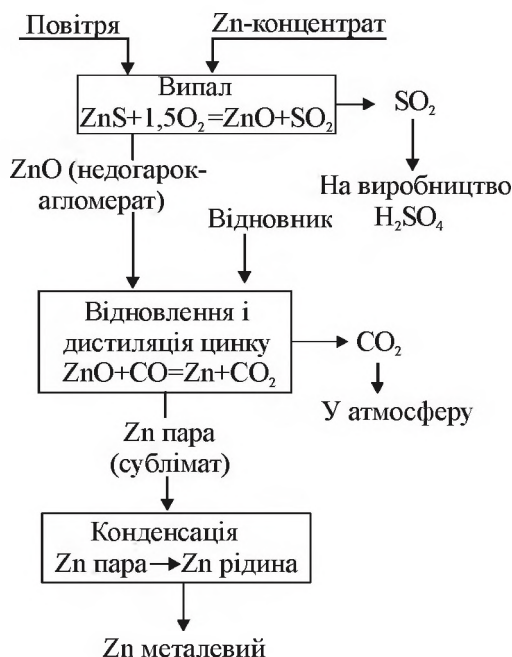 Повітря
Zn-концентрат
Випал
ZnS+1,5O₂=ZnO+SO₂
SO₂
ZnO (недогарок-
агломерат)
На виробництво
H₂SO₄
Відновник
Відновлення і
дистиляція цинку
ZnO+CO=Zn+CO₂
CO₂
У атмосферу
Zn пара
(сублімат)
Конденсація
Zn пара→Zn рідина
Zn металевий